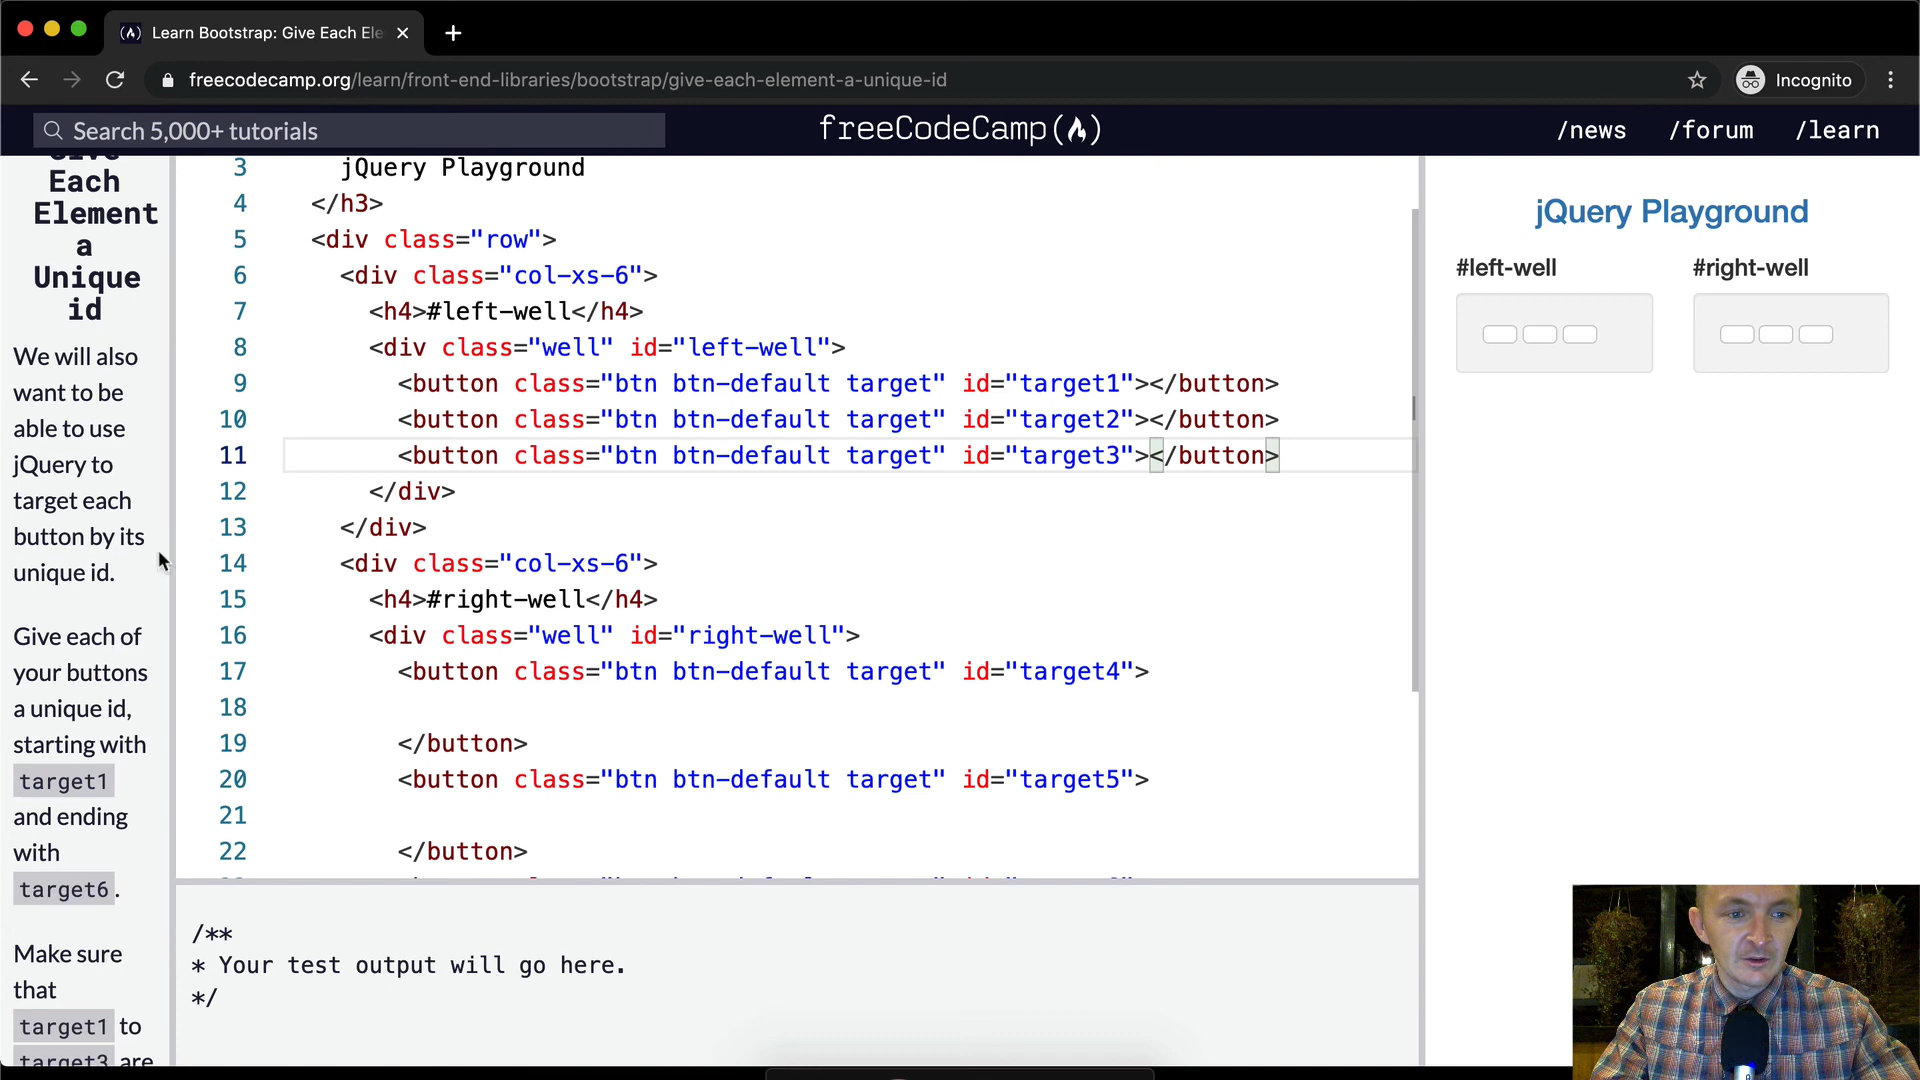 Learn Bootstrap: Give Each Ele
freecodecamp.org/learn/front-end-libraries/bootstrap/give-each-element-a-unique-id
Incognito
Search 5,000+ tutorials
freeCodeCamp
/news /forum /learn
Give
Each
Element
a
Unique
id
We will also
want to be
able to use
jQuery to
target each
button by its
unique id.
Give each of
your buttons
a unique id,
starting with
target1
and ending
with
target6.
Make sure
that
target1 to
target3 are
3 jQuery Playground
4 </h3>
5 <div class="row">
6 <div class="col-xs-6">
7 <h4>#left-well</h4>
8 <div class="well" id="left-well">
9 <button class="btn btn-default target" id="target1"></button>
10 <button class="btn btn-default target" id="target2"></button>
11 <button class="btn btn-default target" id="target3"></button>
12 </div>
13 </div>
14 <div class="col-xs-6">
15 <h4>#right-well</h4>
16 <div class="well" id="right-well">
17 <button class="btn btn-default target" id="target4">
18
19 </button>
20 <button class="btn btn-default target" id="target5">
21
22 </button>
/**
* Your test output will go here.
*/
jQuery Playground
#left-well
#right-well